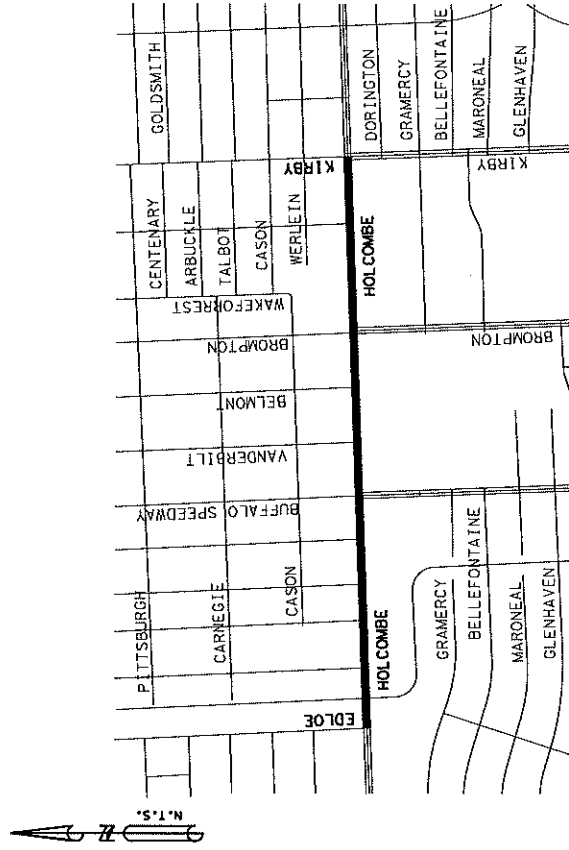 GOLDSMITH
DORINGTON
GRAMERCY
BELLEFONTAINE
MARONEAL
GLENHAVEN
KIRBY
KIRBY
CENTENARY
ARBUCKLE
TALBOT
CASON
WERLEIN
HOLCOMBE
WAKEFORREST
BROMPTON
BROMPTON
BELMONT
VANDERBILT
BUFFALO SPEEDWAY
PITTSBURGH
CARNEGIE
CASON
HOLCOMBE
GRAMERCY
BELLEFONTAINE
MARONEAL
GLENHAVEN
EDLOE
N
N.T.S.